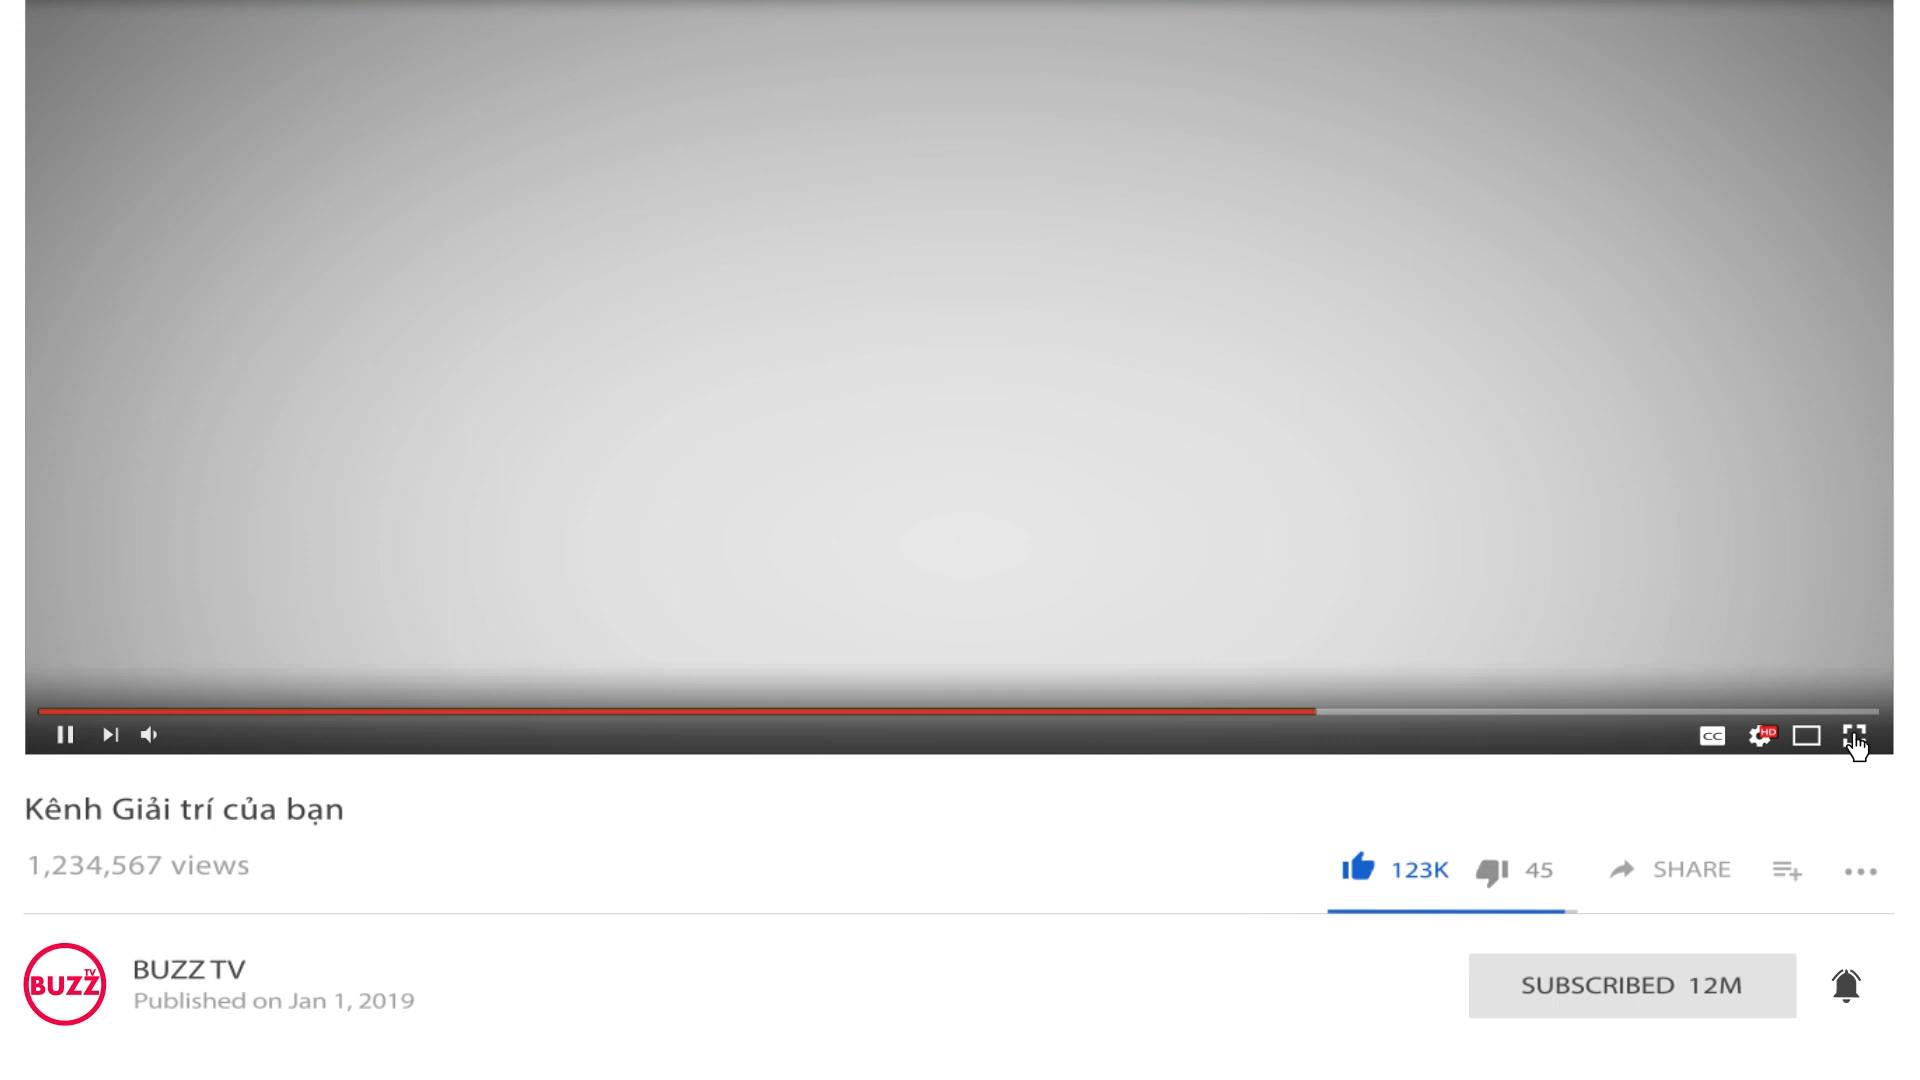 CC
HD
Kênh Giải trí của bạn
1,234,567 views
123K 45 SHARE
BUZZ TV
BUZZ TV
Published on Jan 1, 2019
SUBSCRIBED 12M